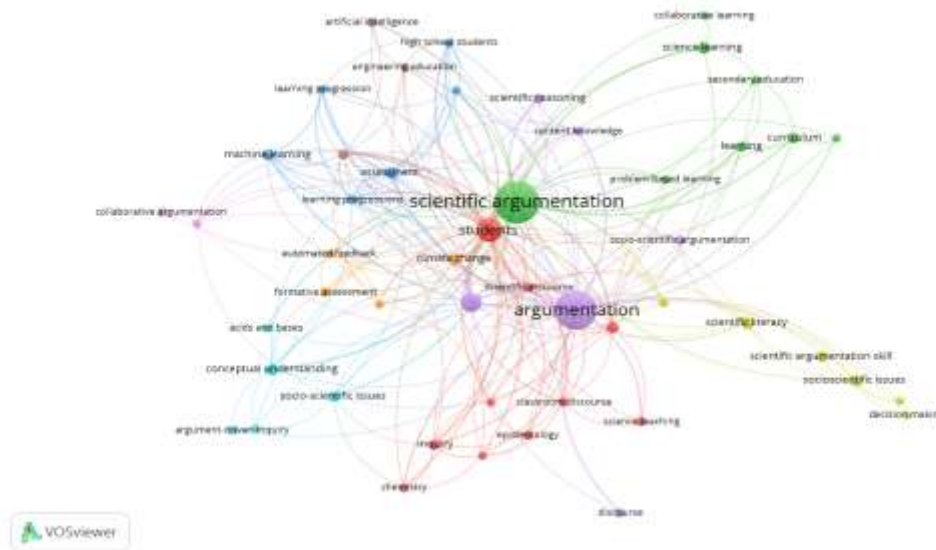 collaborative learning
artificial intelligence
high school students
science learning
engineering education
secondary education
learning progression
scientific reasoning
content knowledge
curriculum
learning
machine learning
assessment
problem based learning
learning progressions
scientific argumentation
collaborative argumentation
students
socio-scientific argumentation
automated feedback
climate change
scientific discourse
formative assessment
argumentation
acids and bases
scientific literacy
scientific argumentation skill
conceptual understanding
socioscientific issues
socio-scientific issues
classroom discourse
science teaching
argument-driven inquiry
epistemology
inquiry
chemistry
discourse
VOSviewer